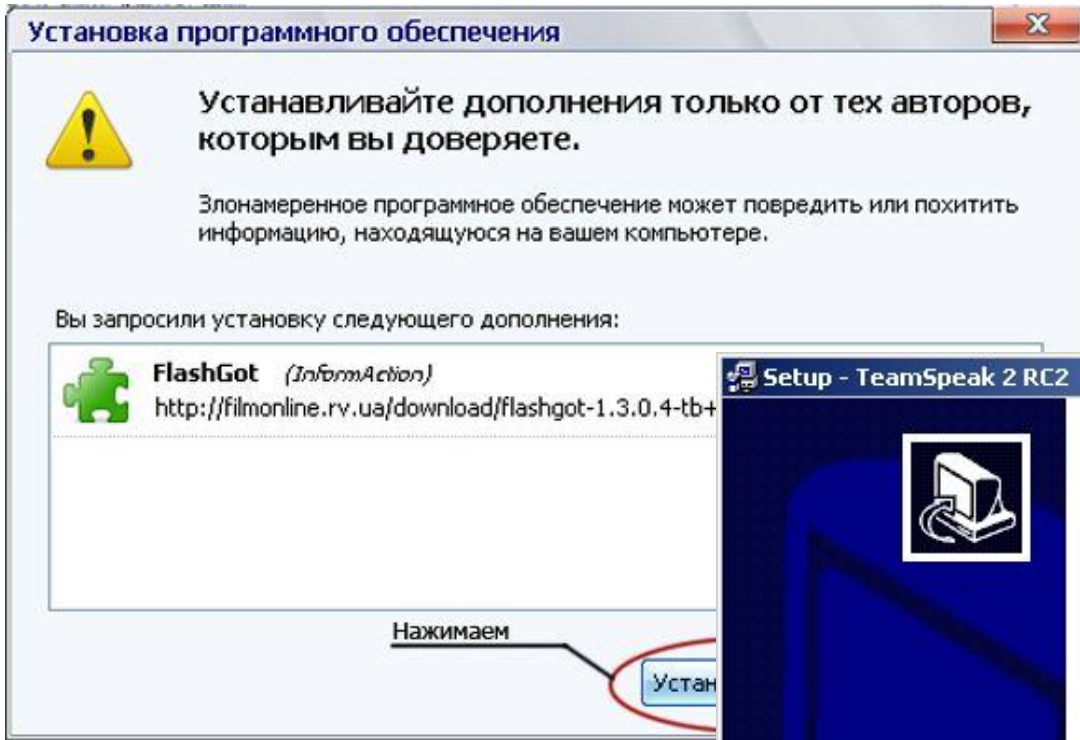 Установка программного обеспечения
Устанавливайте дополнения только от тех авторов,
которым вы доверяете.
Злонамеренное программное обеспечение может повредить или похитить
информацию, находящуюся на вашем компьютере.
Вы запросили установку следующего дополнения:
FlashGot (InformAction)
http://filmonline.rv.ua/download/flashgot-1.3.0.4-tb+
Setup - TeamSpeak 2 RC2
Нажимаем
Устан